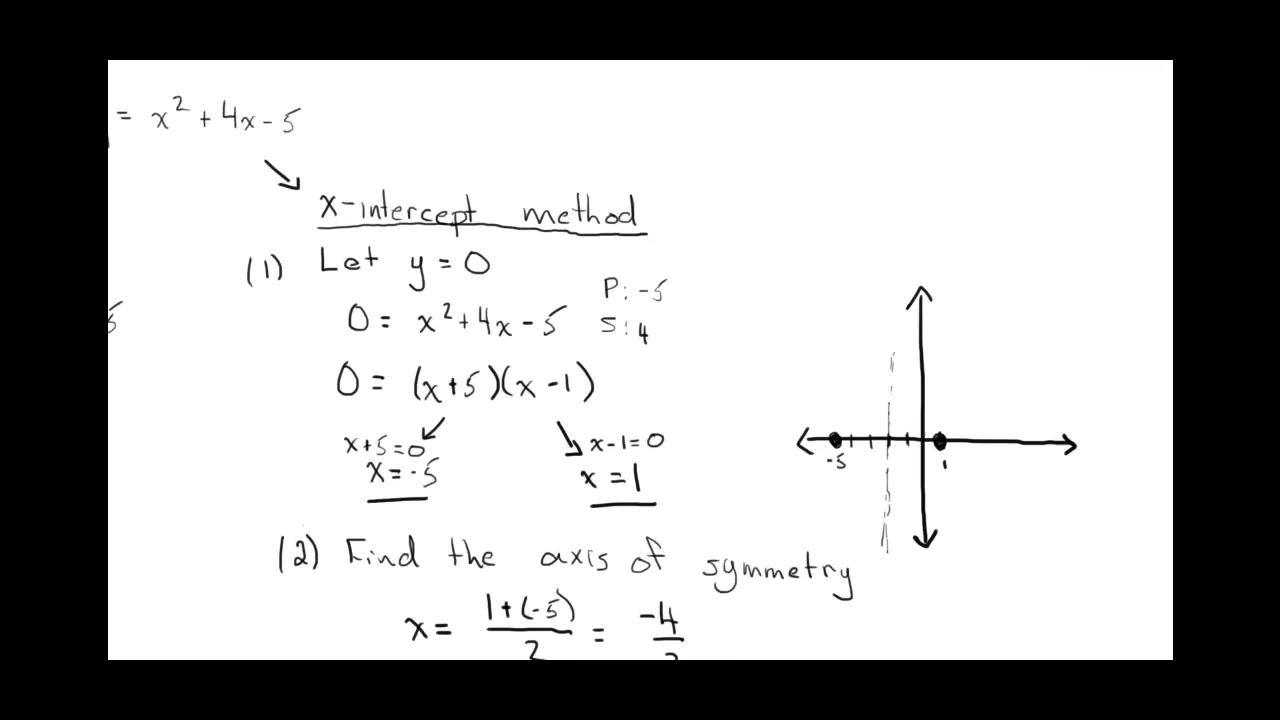 = x² + 4x - 5
x-intercept method
(1) Let y = 0
P: -5
0 = x² + 4x - 5 S: 4
0 = (x + 5)(x - 1)
x + 5 = 0 x - 1 = 0
x = -5 x = 1
-5 1
(2) Find the axis of symmetry
x = 1 + (-5) / 2 = -4 /